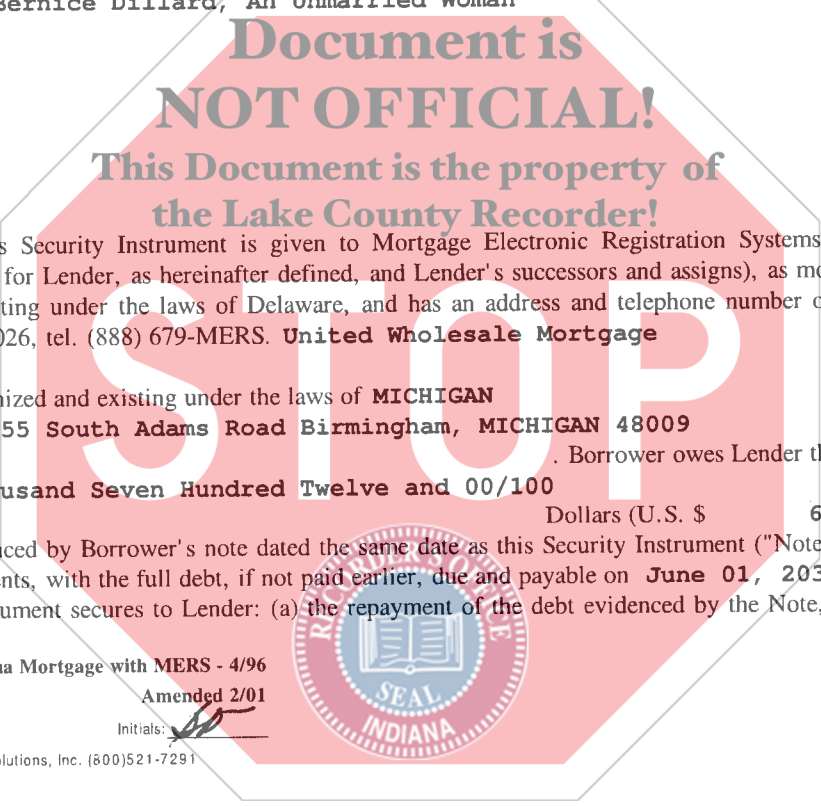 Bernice Dillard, An Unmarried Woman
Document is
NOT OFFICIAL!
This Document is the property of
the Lake County Recorder!
s Security Instrument is given to Mortgage Electronic Registration Systems
for Lender, as hereinafter defined, and Lender's successors and assigns), as mo
ting under the laws of Delaware, and has an address and telephone number o
026, tel. (888) 679-MERS. United Wholesale Mortgage
nized and existing under the laws of MICHIGAN
55 South Adams Road Birmingham, MICHIGAN 48009
. Borrower owes Lender th
usand Seven Hundred Twelve and 00/100
Dollars (U.S. $ 6
nced by Borrower's note dated the same date as this Security Instrument ("Note
nts, with the full debt, if not paid earlier, due and payable on June 01, 203
ument secures to Lender: (a) the repayment of the debt evidenced by the Note,
STOP
RECORDER'S OFFICE
SEAL
INDIANA
na Mortgage with MERS - 4/96
Amended 2/01
Initials:
olutions, Inc. (800)521-7291